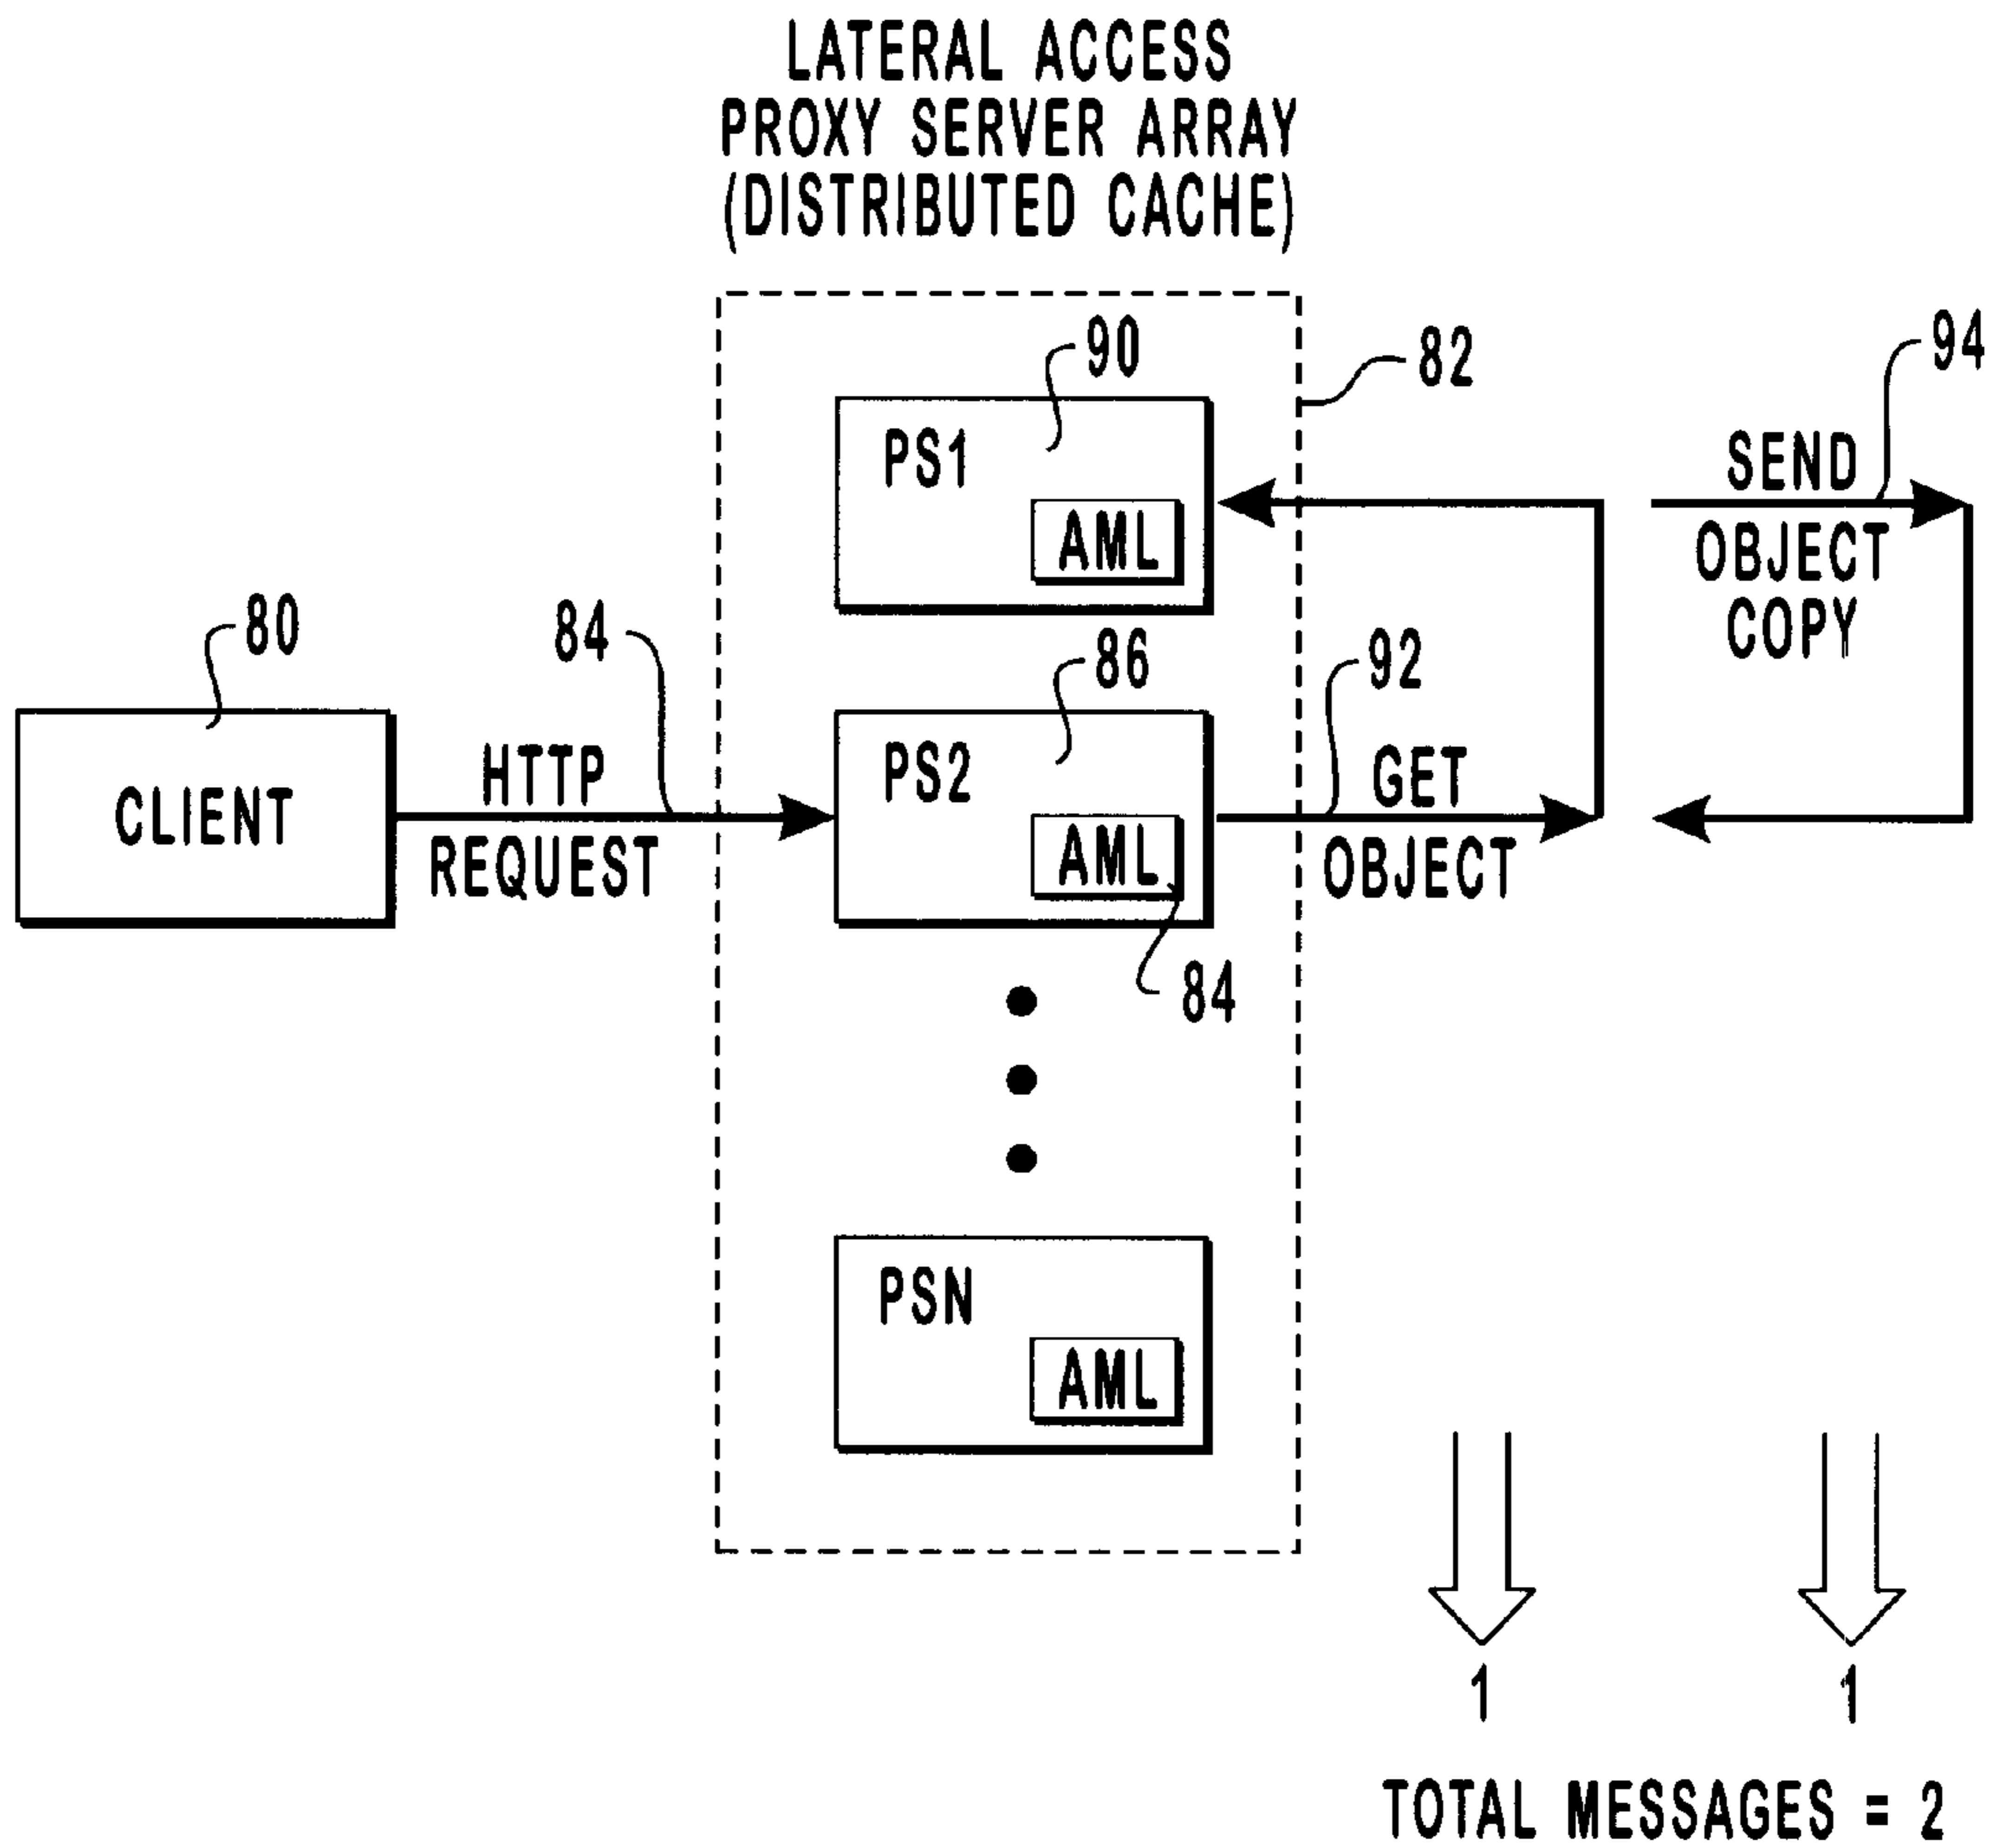 LATERAL ACCESS
PROXY SERVER ARRAY
(DISTRIBUTED CACHE)
90
82
94
PS1
AML
SEND
OBJECT
COPY
80
84
86
92
CLIENT
HTTP
REQUEST
PS2
AML
GET
OBJECT
84
PSN
AML
1
1
TOTAL MESSAGES = 2